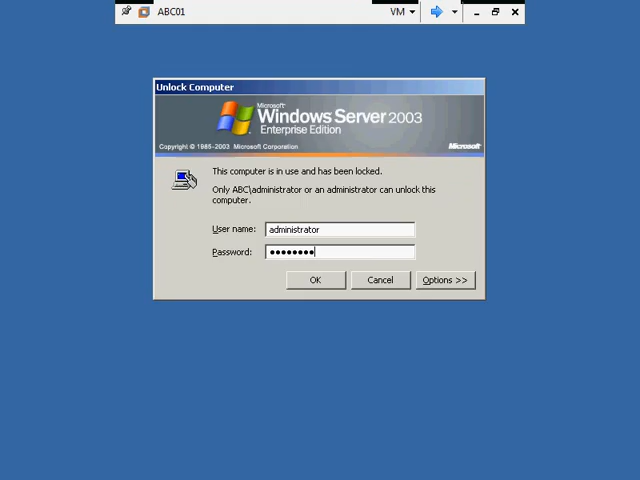 ABC01
VM
Unlock Computer
Microsoft
Windows Server 2003
Enterprise Edition
Copyright © 1985-2003 Microsoft Corporation
Microsoft
This computer is in use and has been locked.
Only ABC\administrator or an administrator can unlock this
computer.
User name: administrator
Password: ●●●●●●●●
OK Cancel Options >>